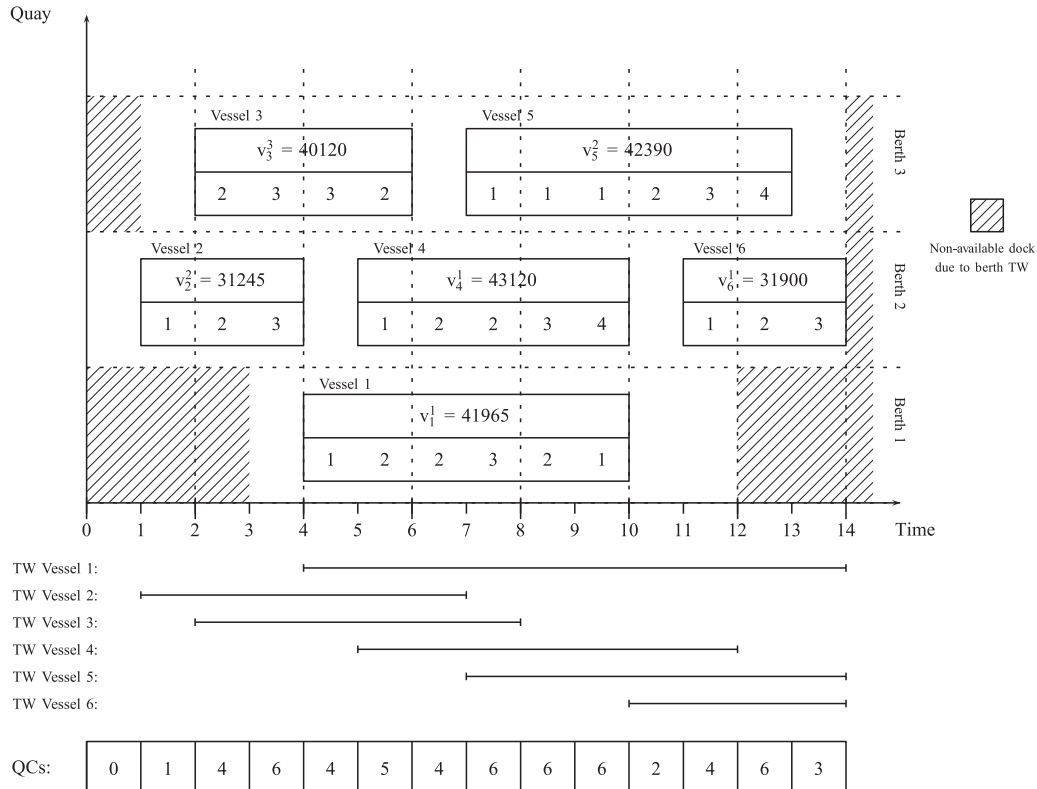 Quay
Vessel 3
v₃³ = 40120
2 3 3 2
Vessel 5
v₅² = 42390
1 1 1 2 3 4
Berth 3
Non-available dock
due to berth TW
Vessel 2
v₂² = 31245
1 2 3
Vessel 4
v₄¹ = 43120
1 2 2 3 4
Vessel 6
v₆¹ = 31900
1 2 3
Berth 2
Vessel 1
v₁¹ = 41965
1 2 2 3 2 1
Berth 1
0 1 2 3 4 5 6 7 8 9 10 11 12 13 14 Time
TW Vessel 1:
TW Vessel 2:
TW Vessel 3:
TW Vessel 4:
TW Vessel 5:
TW Vessel 6:
QCs: 0 1 4 6 4 5 4 6 6 6 2 4 6 3